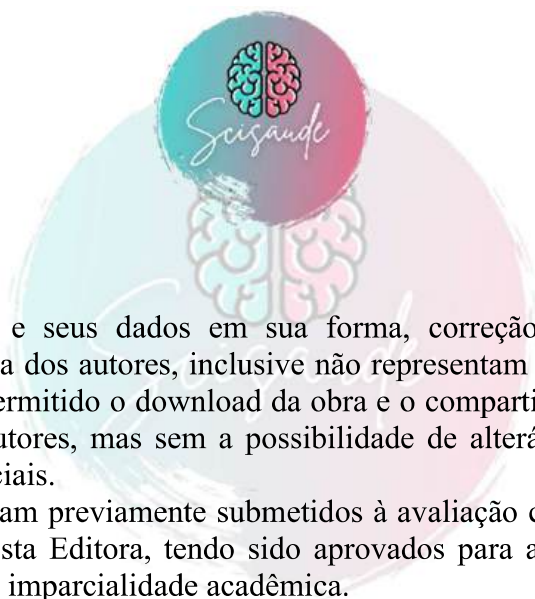 Scisaude
e seus dados em sua forma, correção
a dos autores, inclusive não representam
ermitido o download da obra e o comparti
utores, mas sem a possibilidade de alterá
ciais.
am previamente submetidos à avaliação
sta Editora, tendo sido aprovados para a
imparcialidade acadêmica.